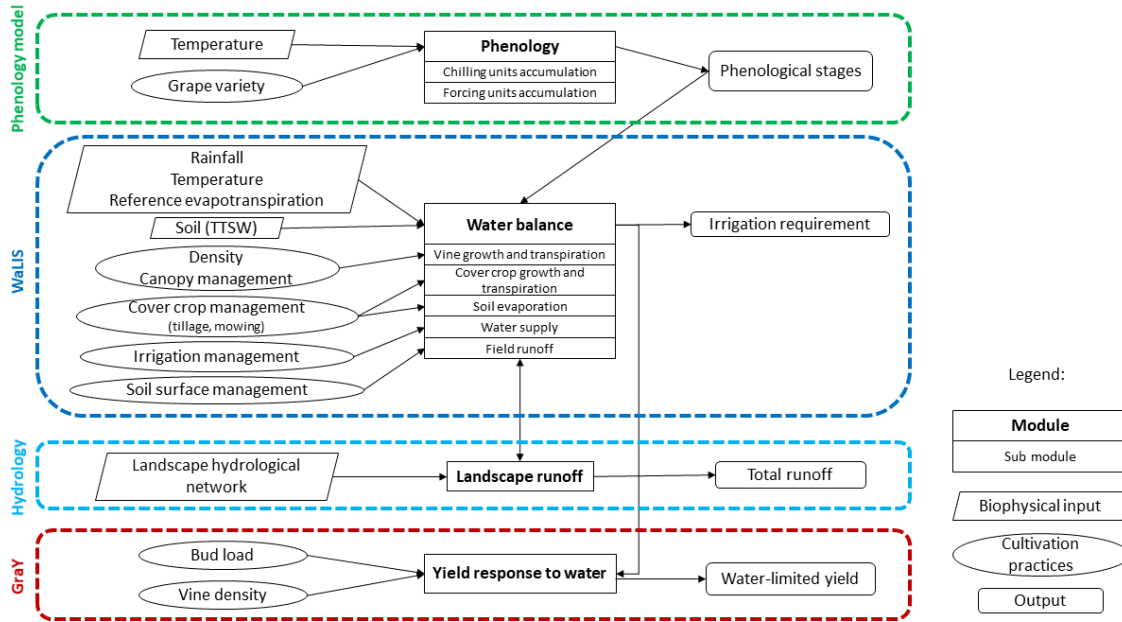 Phenology model
Temperature
Grape variety
Phenology
Chilling units accumulation
Forcing units accumulation
Phenological stages
WaLIS
Rainfall
Temperature
Reference evapotranspiration
Soil (TTSW)
Density
Canopy management
Cover crop management
(tillage, mowing)
Irrigation management
Soil surface management
Water balance
Vine growth and transpiration
Cover crop growth and
transpiration
Soil evaporation
Water supply
Field runoff
Irrigation requirement
Hydrology
Landscape hydrological
network
Landscape runoff
Total runoff
GraY
Bud load
Vine density
Yield response to water
Water-limited yield
Legend:
Module
Sub module
Biophysical input
Cultivation
practices
Output